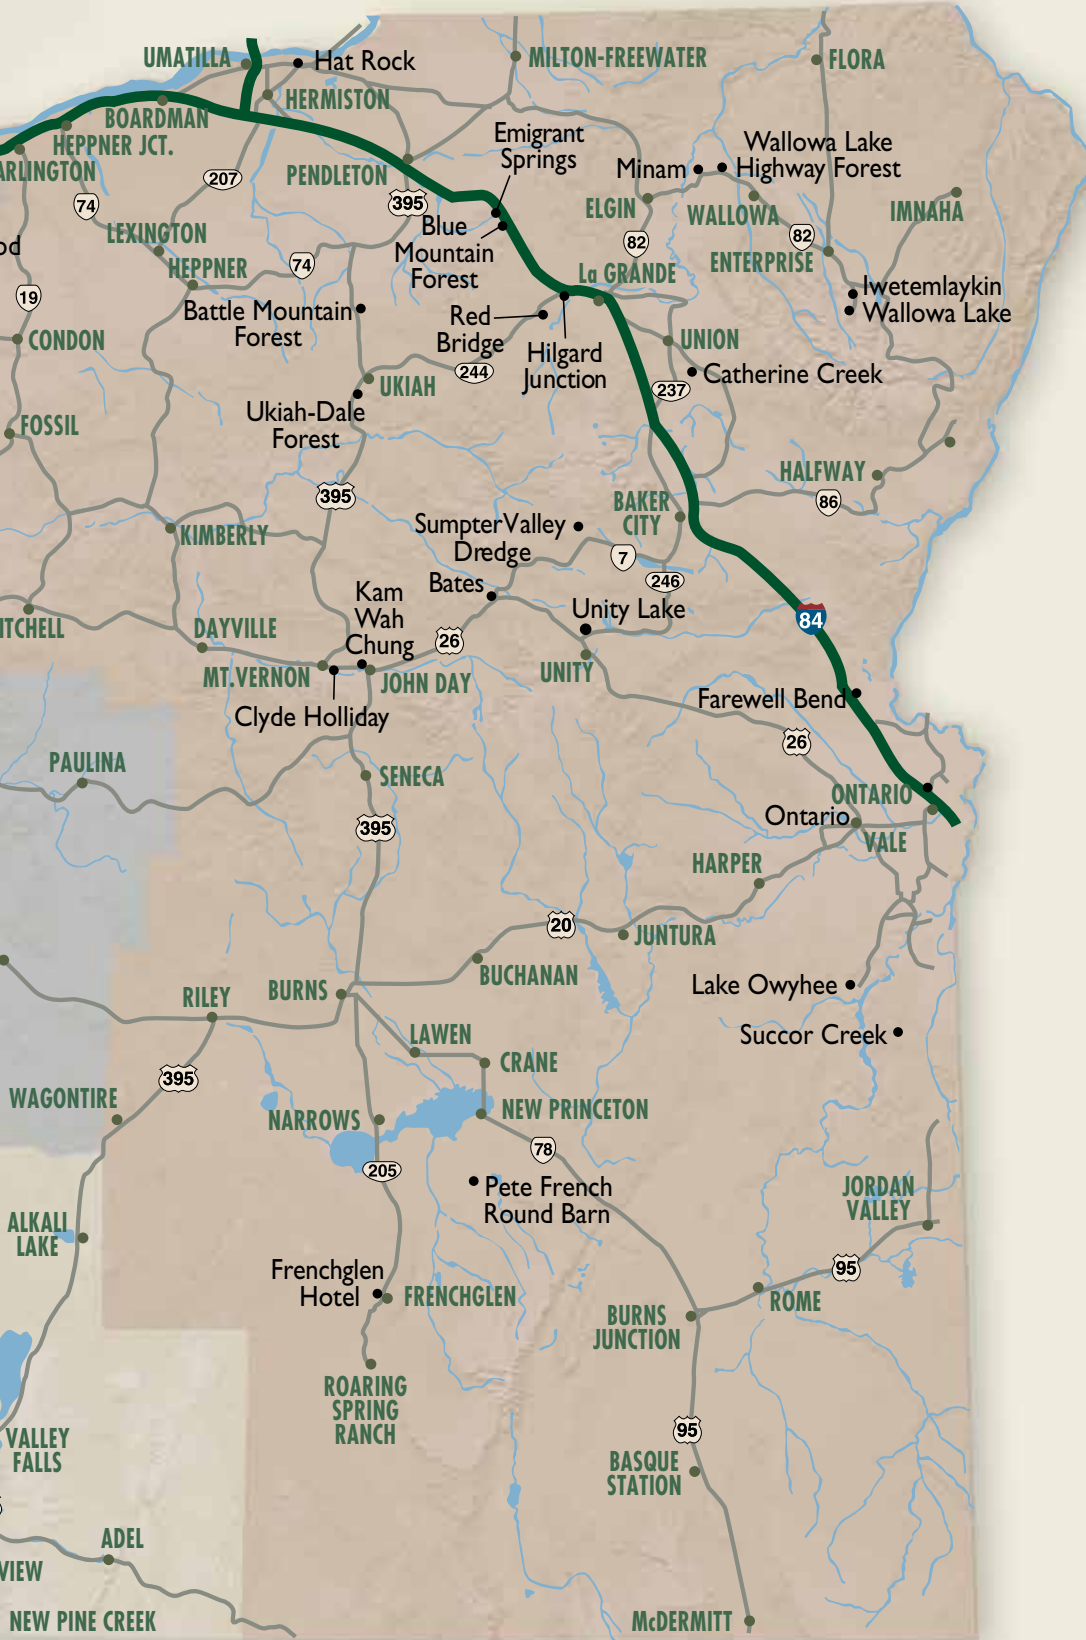 UMATILLA
Hat Rock
MILTON-FREEWATER
FLORA
HERMISTON
BOARDMAN
HEPPNER JCT.
ARLINGTON
Emigrant
Springs
Wallowa Lake
Highway Forest
Minam
207
PENDLETON
74
395
ELGIN
WALLOWA
IMNAHA
LEXINGTON
Blue
Mountain
Forest
82
82
ENTERPRISE
od
HEPPNER
74
La GRANDE
19
Battle Mountain
Forest
Red
Bridge
Iwetemlaykin
Wallowa Lake
CONDON
Hilgard
Junction
UNION
UKIAH
244
237
Catherine Creek
Ukiah-Dale
Forest
FOSSIL
HALFWAY
395
BAKER
CITY
86
KIMBERLY
Sumpter Valley
Dredge
7
246
Bates
Kam
Wah
Chung
Unity Lake
84
ITCHELL
DAYVILLE
26
MT.VERNON
JOHN DAY
UNITY
Clyde Holliday
Farewell Bend
26
PAULINA
SENECA
ONTARIO
Ontario
395
VALE
HARPER
20
JUNTURA
BUCHANAN
Lake Owyhee
RILEY
BURNS
Succor Creek
LAWEN
CRANE
395
WAGONTIRE
NARROWS
NEW PRINCETON
78
205
Pete French
Round Barn
JORDAN
VALLEY
ALKALI
LAKE
Frenchglen
Hotel
FRENCHGLEN
95
ROME
BURNS
JUNCTION
ROARING
SPRING
RANCH
VALLEY
FALLS
95
BASQUE
STATION
ADEL
VIEW
NEW PINE CREEK
McDERMITT